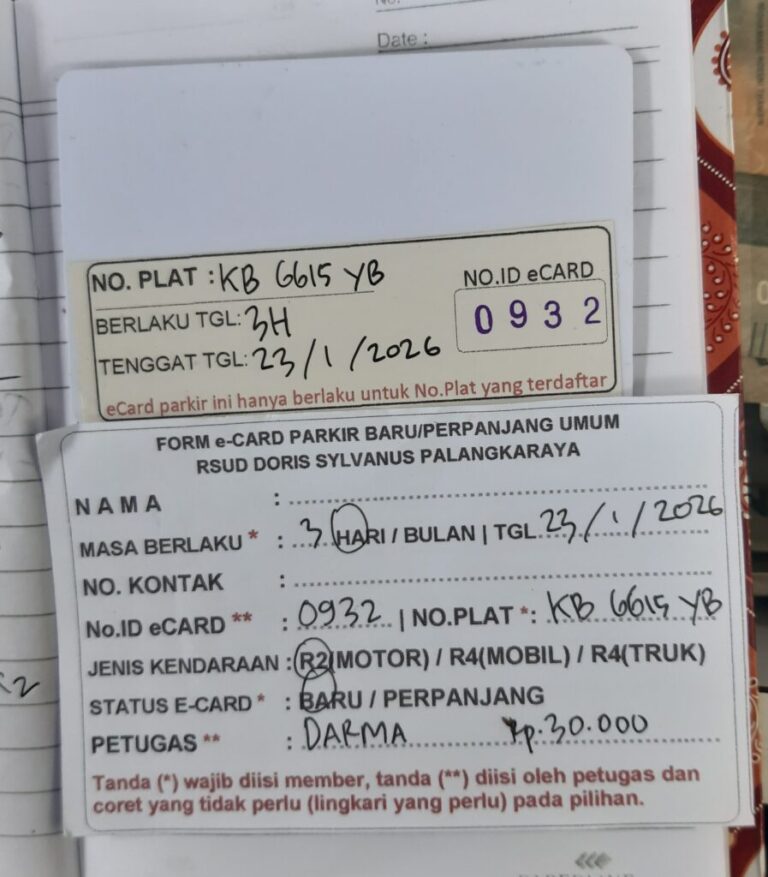 Date :
NO. PLAT : KB 6615 YB
NO.ID eCARD
0932
BERLAKU TGL: 3H
TENGGAT TGL: 23/1/2026
eCard parkir ini hanya berlaku untuk No.Plat yang terdaftar
FORM e-CARD PARKIR BARU/PERPANJANG UMUM
RSUD DORIS SYLVANUS PALANGKARAYA
NAMA :
MASA BERLAKU * : 3 HARI / BULAN | TGL 23/1/2026
NO. KONTAK :
No.ID eCARD ** : 0932 | NO.PLAT *: KB 6615 YB
JENIS KENDARAAN : R2(MOTOR) / R4(MOBIL) / R4(TRUK)
STATUS E-CARD * : BARU / PERPANJANG
PETUGAS ** : DARMA Rp.30.000
Tanda (*) wajib diisi member, tanda (**) diisi oleh petugas dan
coret yang tidak perlu (lingkari yang perlu) pada pilihan.